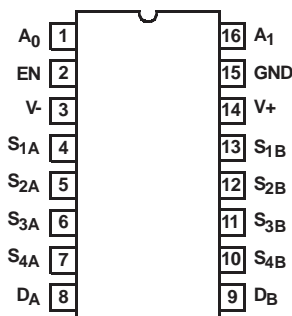 A0 1 16 A1
EN 2 15 GND
V- 3 14 V+
S1A 4 13 S1B
S2A 5 12 S2B
S3A 6 11 S3B
S4A 7 10 S4B
DA 8 9 DB